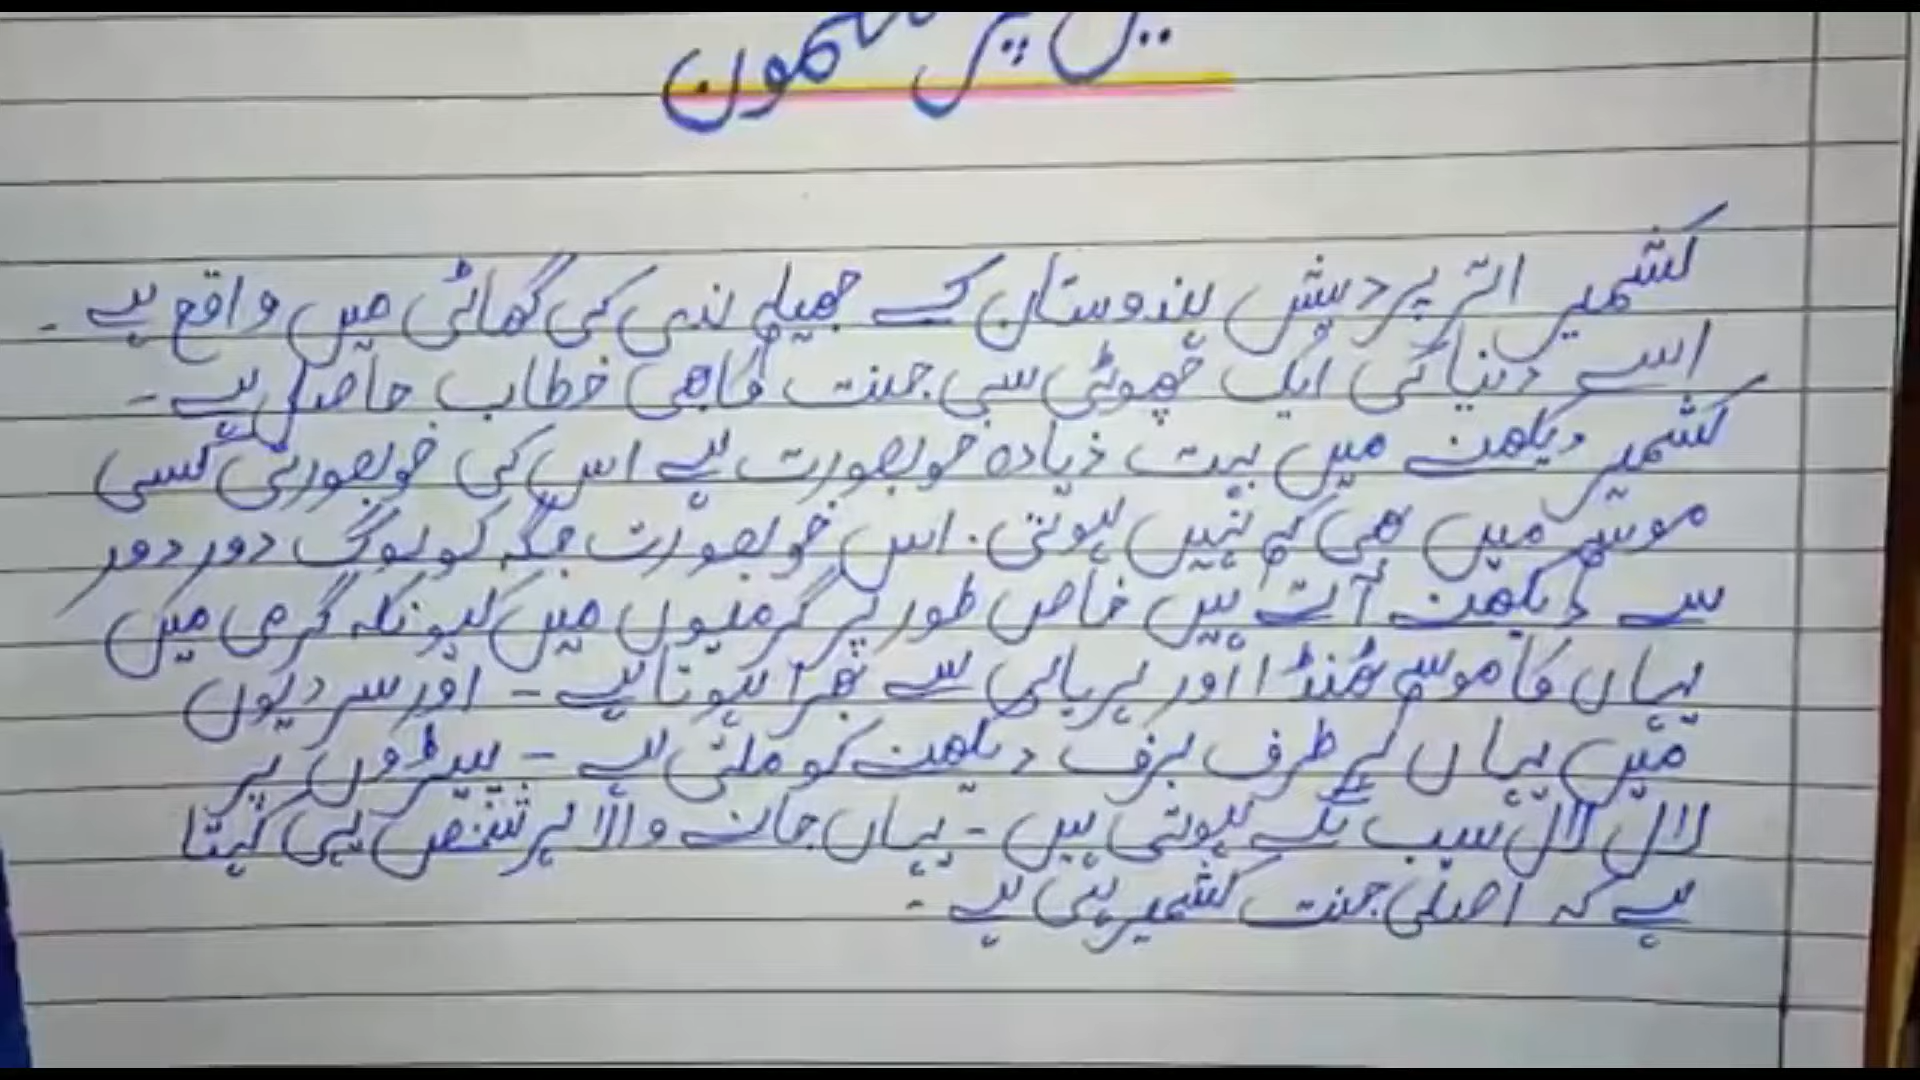 پر مضمون
کشمیر اتر پردیش ہندوستان کے جھیلم ندی کی گھاٹی میں واقع ہے ۔
اسے دنیا کی ایک چھوٹی سی جنت کا بھی خطاب حاصل ہے ۔
کشمیر دیکھنے میں بہت ذیادہ خوبصورت ہے اس کی خوبصورتی کسی
موسم میں بھی کم نہیں ہوتی ۔ اس خوبصورت جگہ کو لوگ دور دور
سے دیکھنے آتے ہیں خاص طور پر گرمیوں میں کیونکہ گرمی میں
یہاں کا موسم ٹھنڈا اور ہریالی سے بھرا ہوتا ہے ۔ اور سردیوں
میں یہاں ہر طرف برف دیکھنے کو ملتی ہے ۔ پیڑوں پر
لال لال سیب لگے ہوتی ہیں ۔ یہاں جانے والا ہر شخص یہی کہتا
ہے کہ اصلی جنت کشمیر ہی ہے ۔